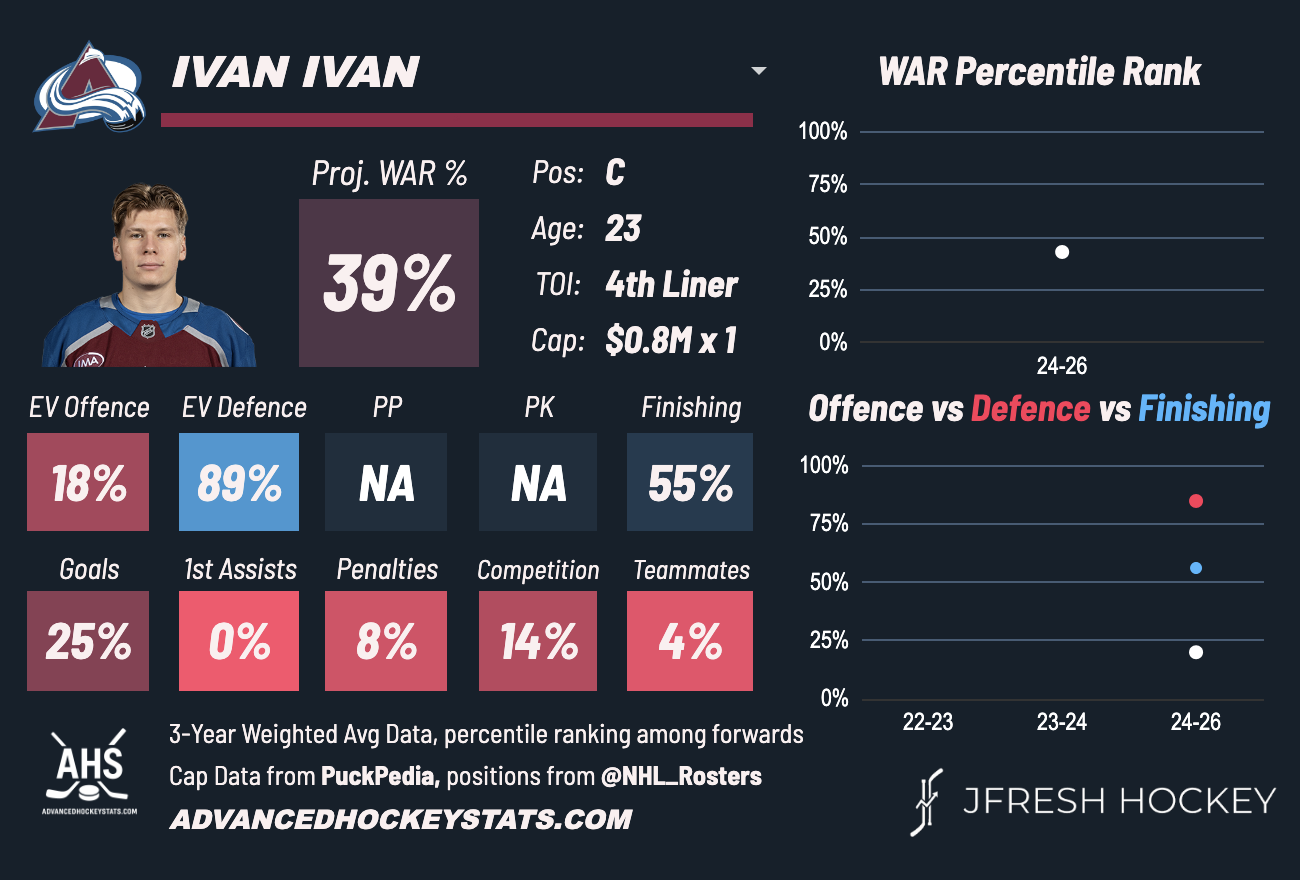 IVAN IVAN
Proj. WAR %
39%
Pos: C
Age: 23
TOI: 4th Liner
Cap: $0.8M x 1
IMA
EV Offence EV Defence PP PK Finishing
18% 89% NA NA 55%
Goals 1st Assists Penalties Competition Teammates
25% 0% 8% 14% 4%
WAR Percentile Rank
100%
75%
50%
25%
0%
24-26
Offence vs Defence vs Finishing
100%
75%
50%
25%
0%
22-23 23-24 24-26
AHS
ADVANCEDHOCKEYSTATS.COM
3-Year Weighted Avg Data, percentile ranking among forwards
Cap Data from PuckPedia, positions from @NHL_Rosters
ADVANCEDHOCKEYSTATS.COM
JFRESH HOCKEY